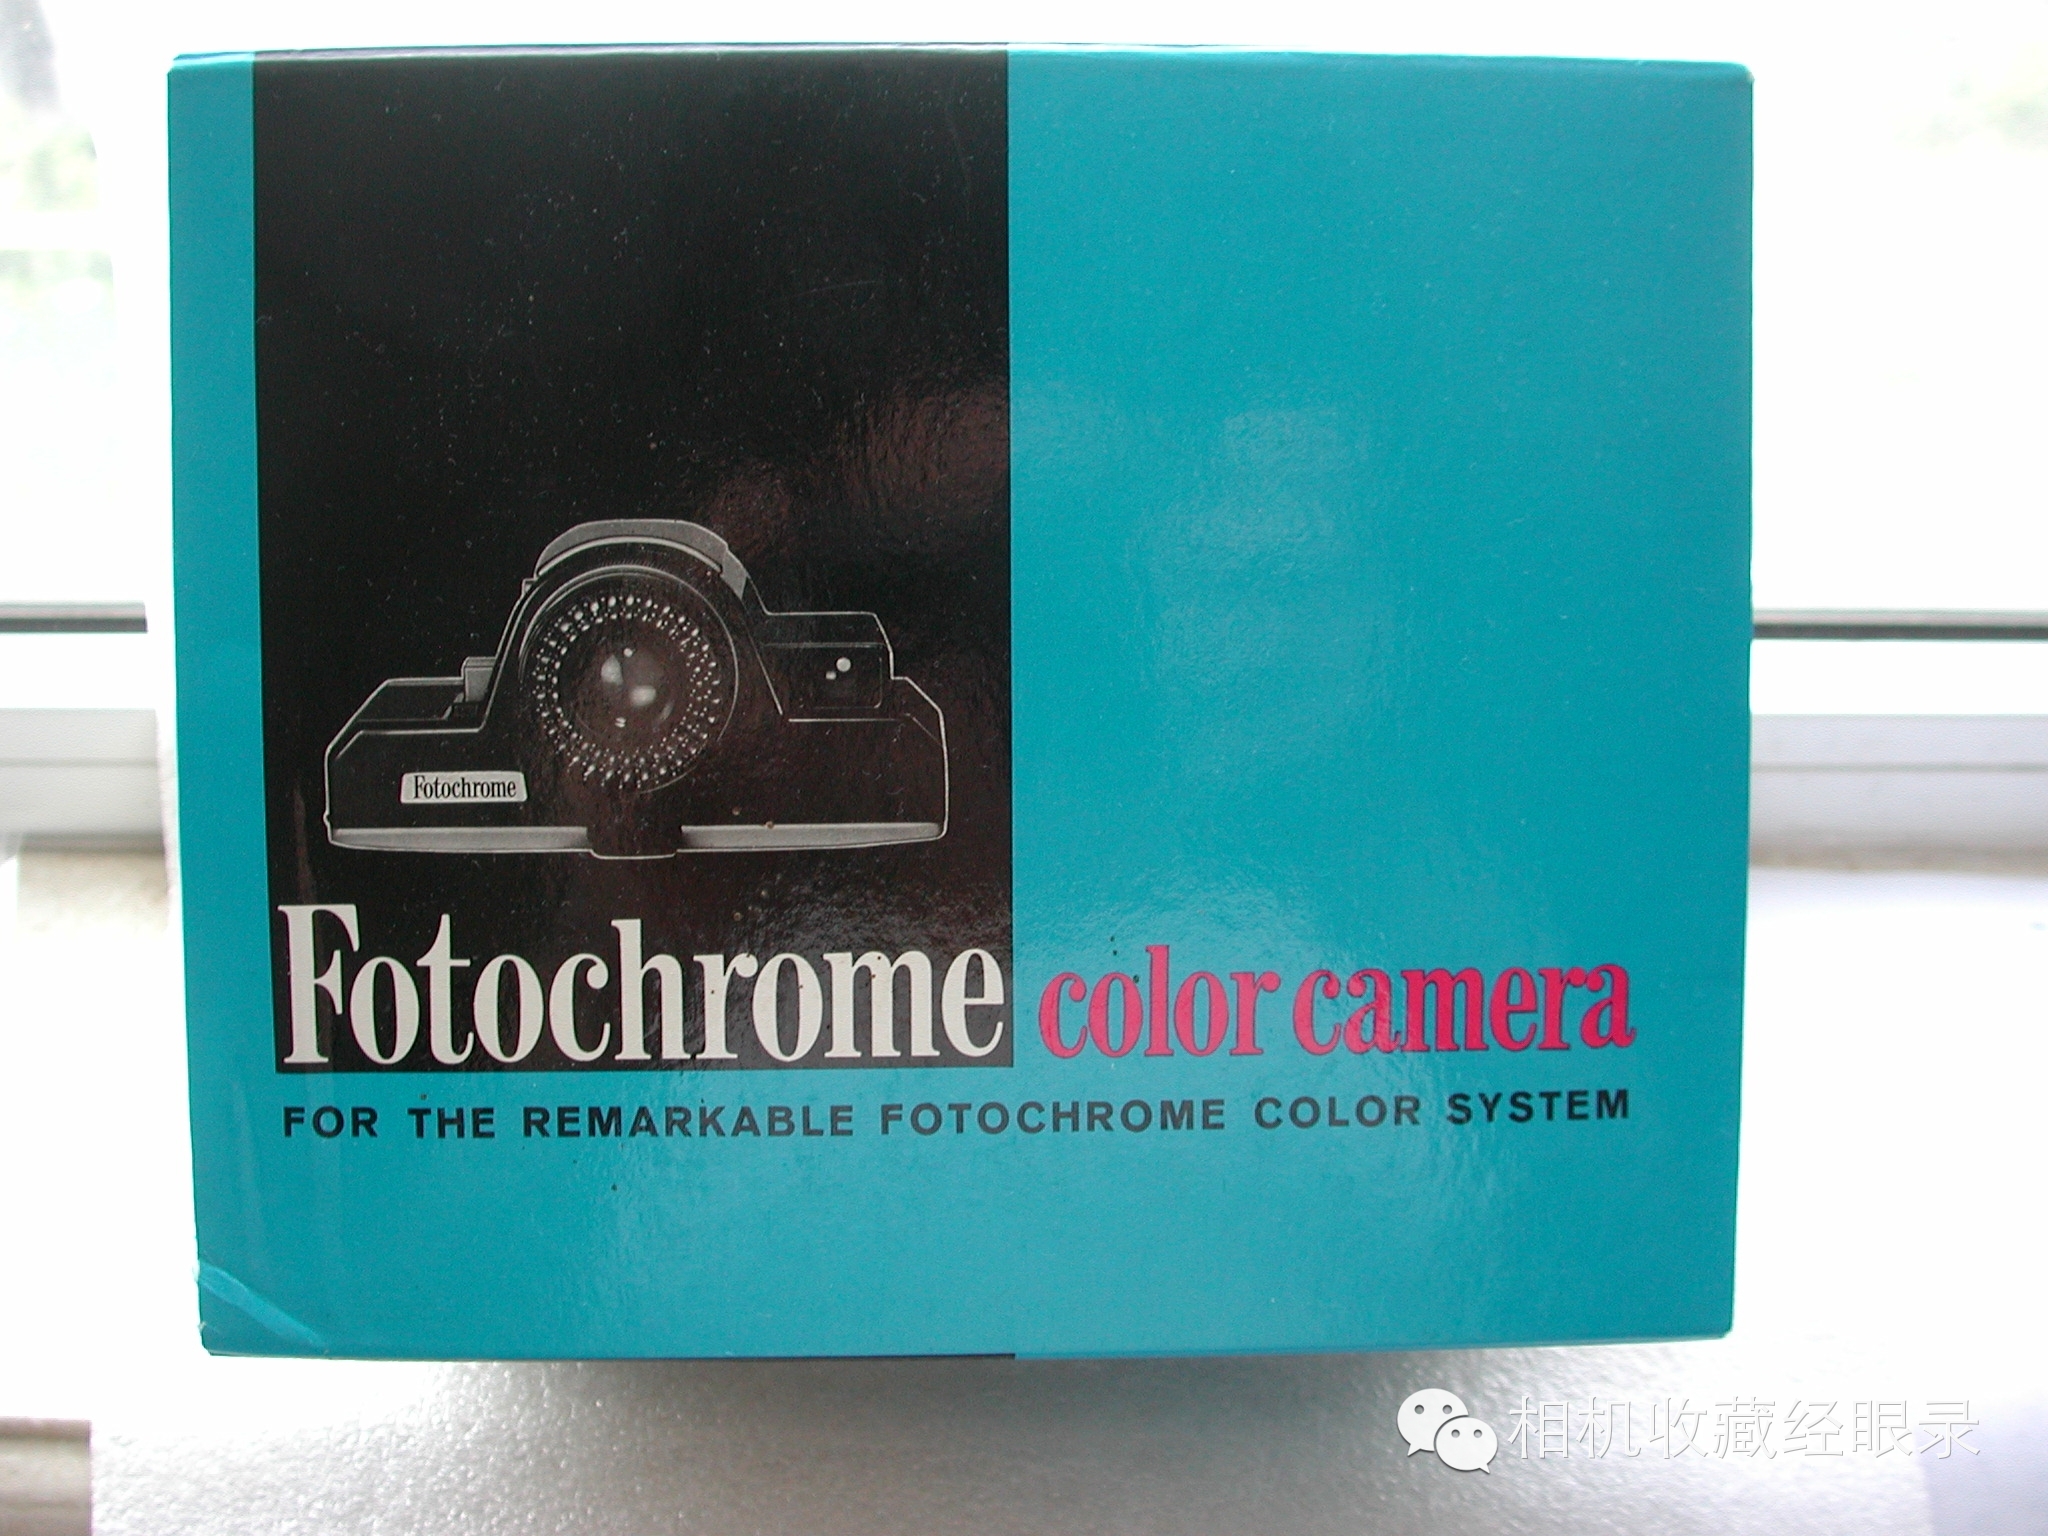 Fotochrome
Fotochrome color camera
FOR THE REMARKABLE FOTOCHROME COLOR SYSTEM
相机收藏经眼录